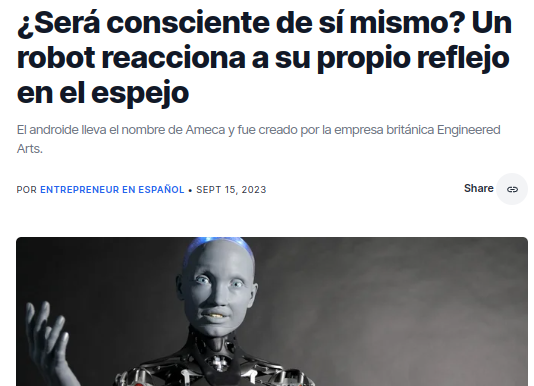 ¿Será consciente de sí mismo? Un
robot reacciona a su propio reflejo
en el espejo
El androide lleva el nombre de Ameca y fue creado por la empresa británica Engineered
Arts.
POR ENTREPRENEUR EN ESPAÑOL • SEPT 15, 2023
Share